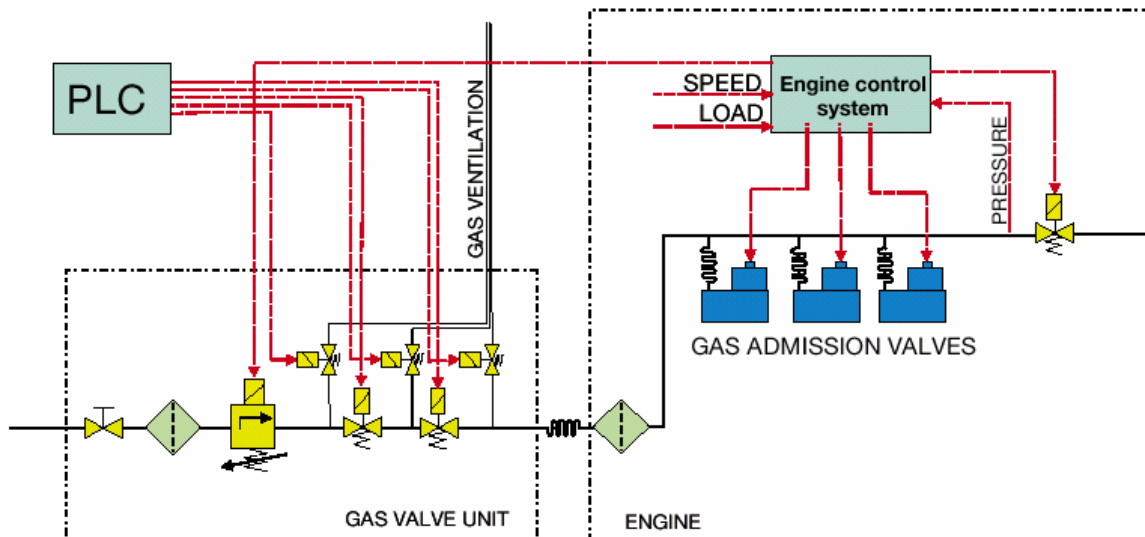 PLC
GAS VENTILATION
SPEED
LOAD
Engine control
system
PRESSURE
GAS ADMISSION VALVES
GAS VALVE UNIT
ENGINE